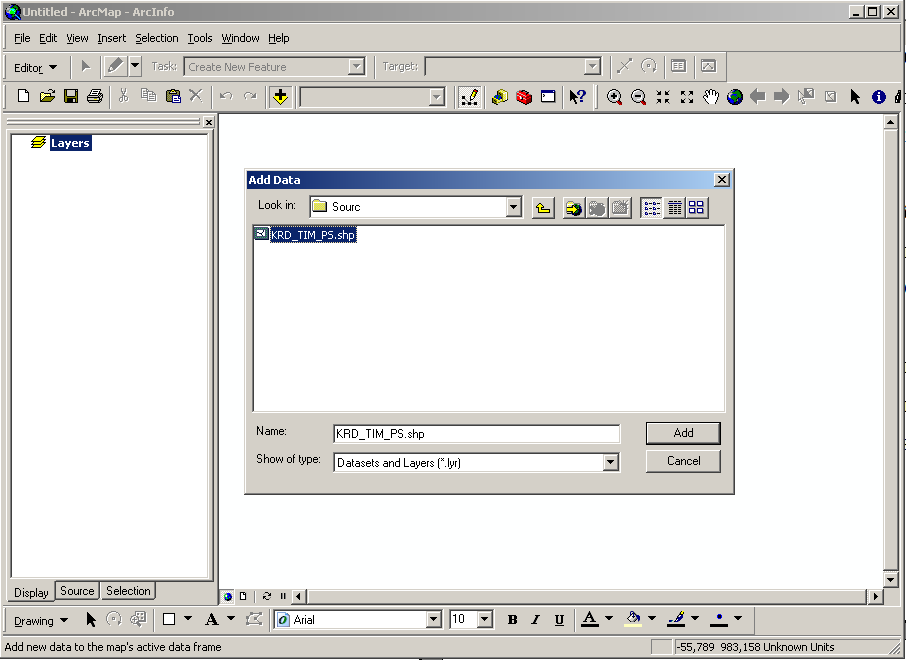 Untitled - ArcMap - ArcInfo
File Edit View Insert Selection Tools Window Help
Editor Task: Create New Feature Target:
Layers
Add Data
Look in: Sourc
KRD_TIM_PS.shp
Name: KRD_TIM_PS.shp Add
Show of type: Datasets and Layers (*.lyr) Cancel
Display Source Selection
Drawing A Arial 10 B I U A
Add new data to the map's active data frame -55,789 983,158 Unknown Units